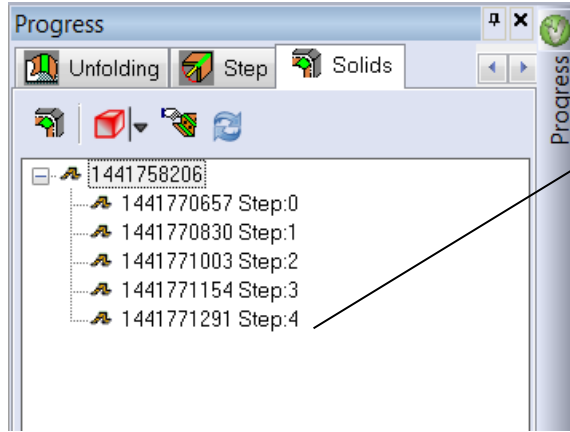 Progress
Unfolding Step Solids
1441758206
1441770657 Step:0
1441770830 Step:1
1441771003 Step:2
1441771154 Step:3
1441771291 Step:4
Progress